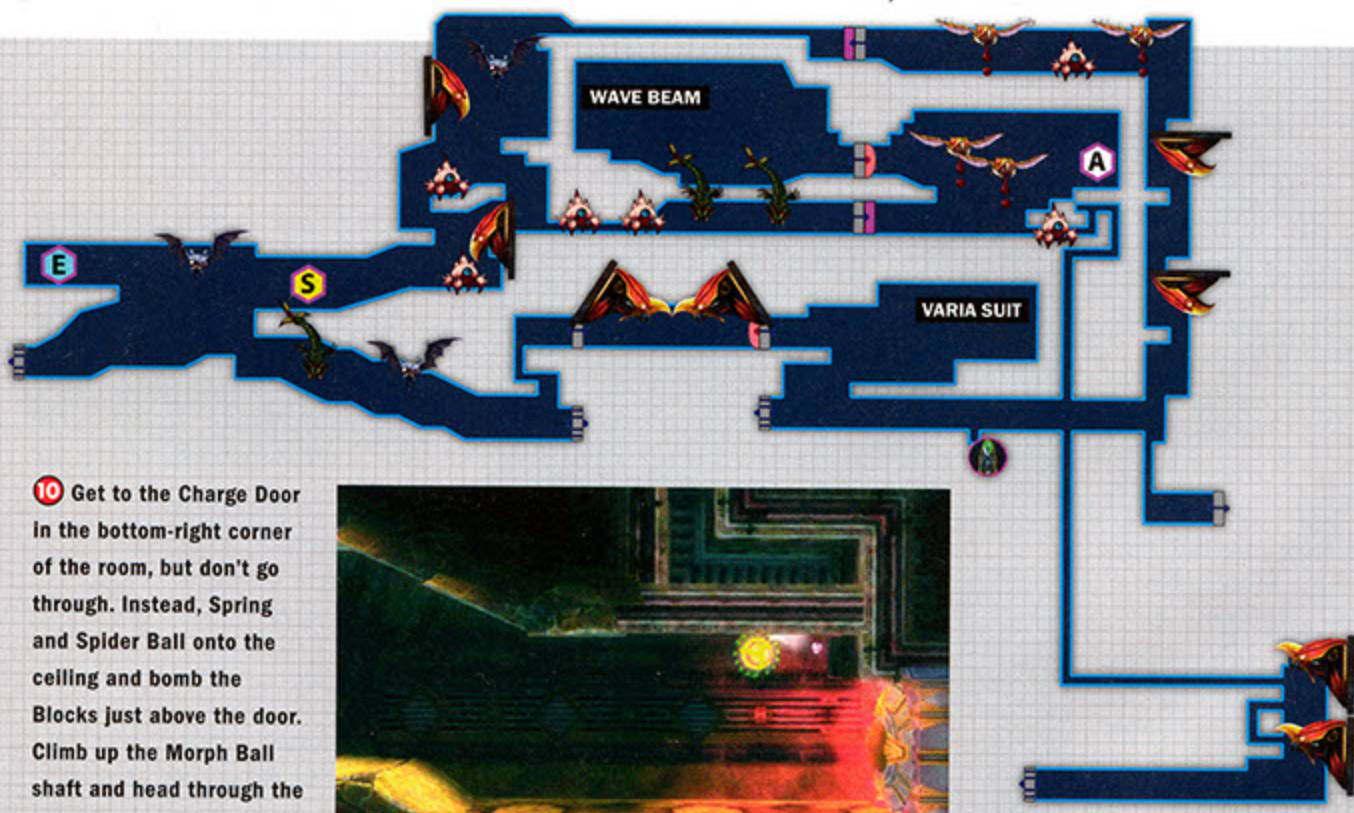 WAVE BEAM
A
E
S
VARIA SUIT
10 Get to the Charge Door
in the bottom-right corner
of the room, but don't go
through. Instead, Spring
and Spider Ball onto the
ceiling and bomb the
Blocks just above the door.
Climb up the Morph Ball
shaft and head through the